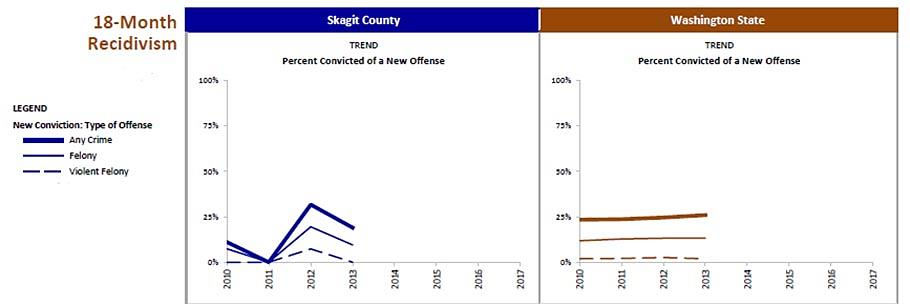 18-Month
Recidivism
LEGEND
New Conviction: Type of Offense
Any Crime
Felony
Violent Felony
Skagit County
TREND
Percent Convicted of a New Offense
100%
75%
50%
25%
0%
2010
2011
2012
2013
2014
2015
2016
2017
Washington State
TREND
Percent Convicted of a New Offense
100%
75%
50%
25%
0%
2010
2011
2012
2013
2014
2015
2016
2017